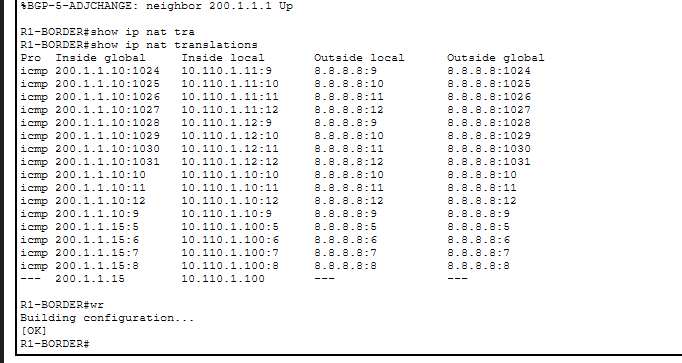 %BGP-5-ADJCHANGE: neighbor 200.1.1.1 Up
R1-BORDER#show ip nat tra
R1-BORDER#show ip nat translations
Pro Inside global Inside local Outside local Outside global
icmp 200.1.1.10:1024 10.110.1.11:9 8.8.8.8:9 8.8.8.8:1024
icmp 200.1.1.10:1025 10.110.1.11:10 8.8.8.8:10 8.8.8.8:1025
icmp 200.1.1.10:1026 10.110.1.11:11 8.8.8.8:11 8.8.8.8:1026
icmp 200.1.1.10:1027 10.110.1.11:12 8.8.8.8:12 8.8.8.8:1027
icmp 200.1.1.10:1028 10.110.1.12:9 8.8.8.8:9 8.8.8.8:1028
icmp 200.1.1.10:1029 10.110.1.12:10 8.8.8.8:10 8.8.8.8:1029
icmp 200.1.1.10:1030 10.110.1.12:11 8.8.8.8:11 8.8.8.8:1030
icmp 200.1.1.10:1031 10.110.1.12:12 8.8.8.8:12 8.8.8.8:1031
icmp 200.1.1.10:10 10.110.1.10:10 8.8.8.8:10 8.8.8.8:10
icmp 200.1.1.10:11 10.110.1.10:11 8.8.8.8:11 8.8.8.8:11
icmp 200.1.1.10:12 10.110.1.10:12 8.8.8.8:12 8.8.8.8:12
icmp 200.1.1.10:9 10.110.1.10:9 8.8.8.8:9 8.8.8.8:9
icmp 200.1.1.15:5 10.110.1.100:5 8.8.8.8:5 8.8.8.8:5
icmp 200.1.1.15:6 10.110.1.100:6 8.8.8.8:6 8.8.8.8:6
icmp 200.1.1.15:7 10.110.1.100:7 8.8.8.8:7 8.8.8.8:7
icmp 200.1.1.15:8 10.110.1.100:8 8.8.8.8:8 8.8.8.8:8
--- 200.1.1.15 10.110.1.100 --- ---
R1-BORDER#wr
Building configuration...
[OK]
R1-BORDER#